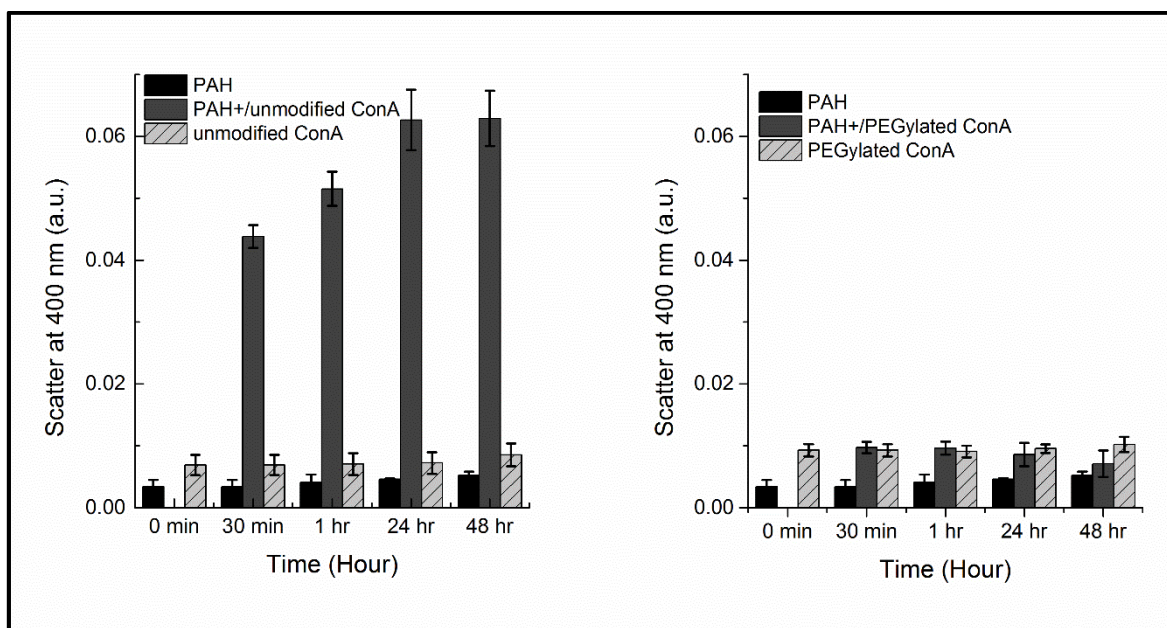 PAH
PAH+/unmodified ConA
unmodified ConA
0.06
0.04
0.02
0.00
Scatter at 400 nm (a.u.)
0 min 30 min 1 hr 24 hr 48 hr
Time (Hour)
PAH
PAH+/PEGylated ConA
PEGylated ConA
0.06
0.04
0.02
0.00
Scatter at 400 nm (a.u.)
0 min 30 min 1 hr 24 hr 48 hr
Time (Hour)